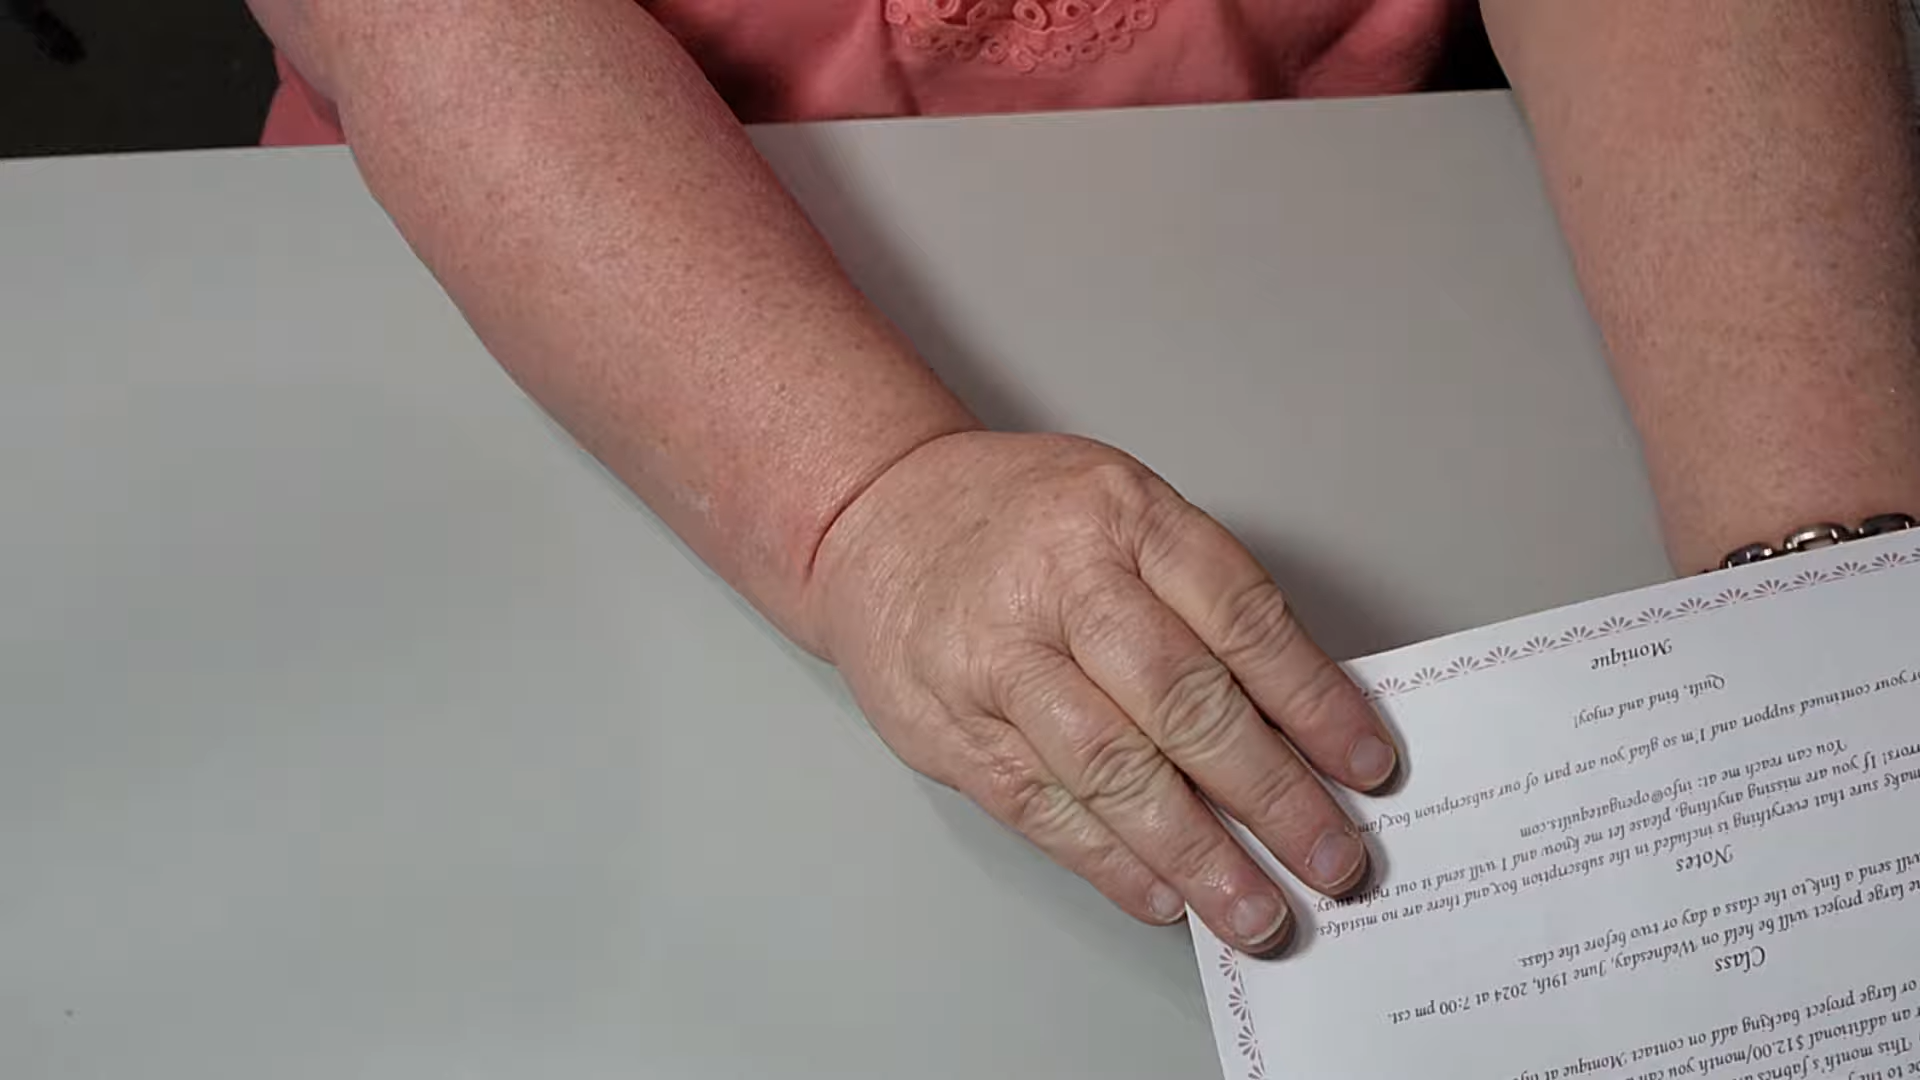 to the
This month's fabrics
an additional $12.00/month you can
or large project backing add on contact Monique at
Class
large project will be held on Wednesday, June 19th, 2024 at 7:00 pm cst.
will send a link to the class a day or two before the class.
Notes
make sure that everything is included in the subscription box and there are no mistakes
If you are missing anything, please let me know and I will send it out right away.
You can reach me at: info@opengatequilts.com
your continued support and I'm so glad you are part of our subscription box fam
Quilt, bind and enjoy!
Monique